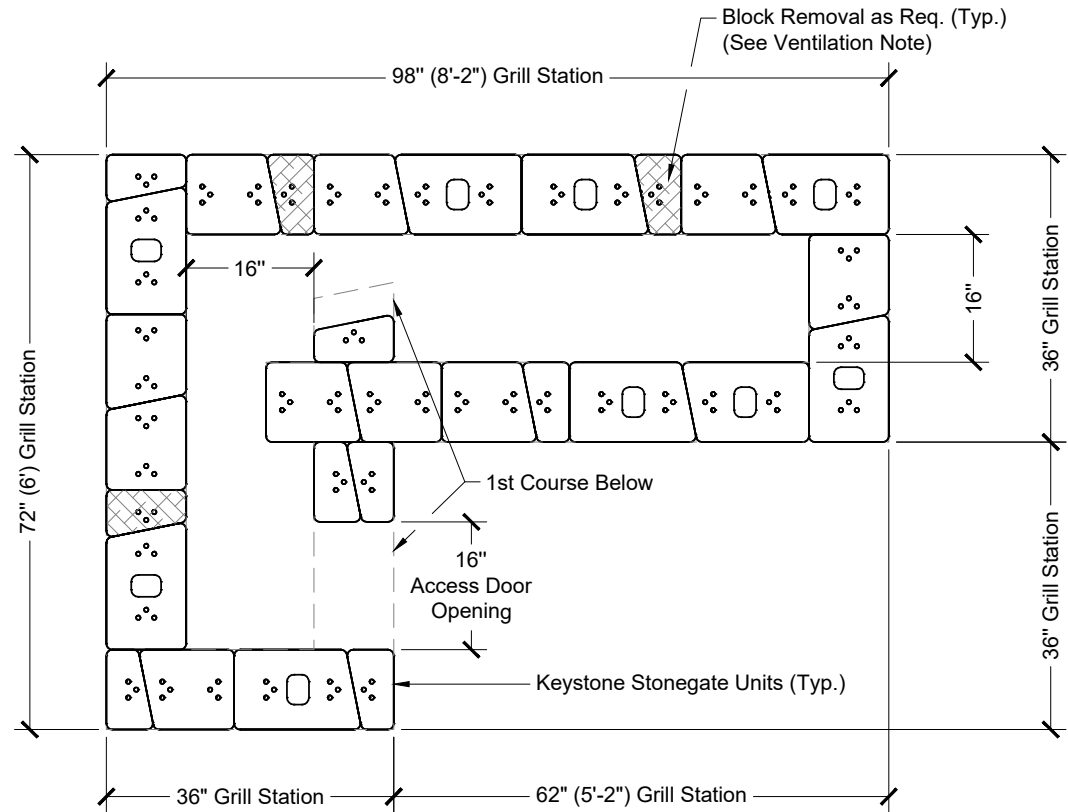 Block Removal as Req. (Typ.)
(See Ventilation Note)
98" (8'-2") Grill Station
72" (6') Grill Station
16"
16"
36" Grill Station
1st Course Below
16"
Access Door
Opening
36" Grill Station
Keystone Stonegate Units (Typ.)
36" Grill Station
62" (5'-2") Grill Station